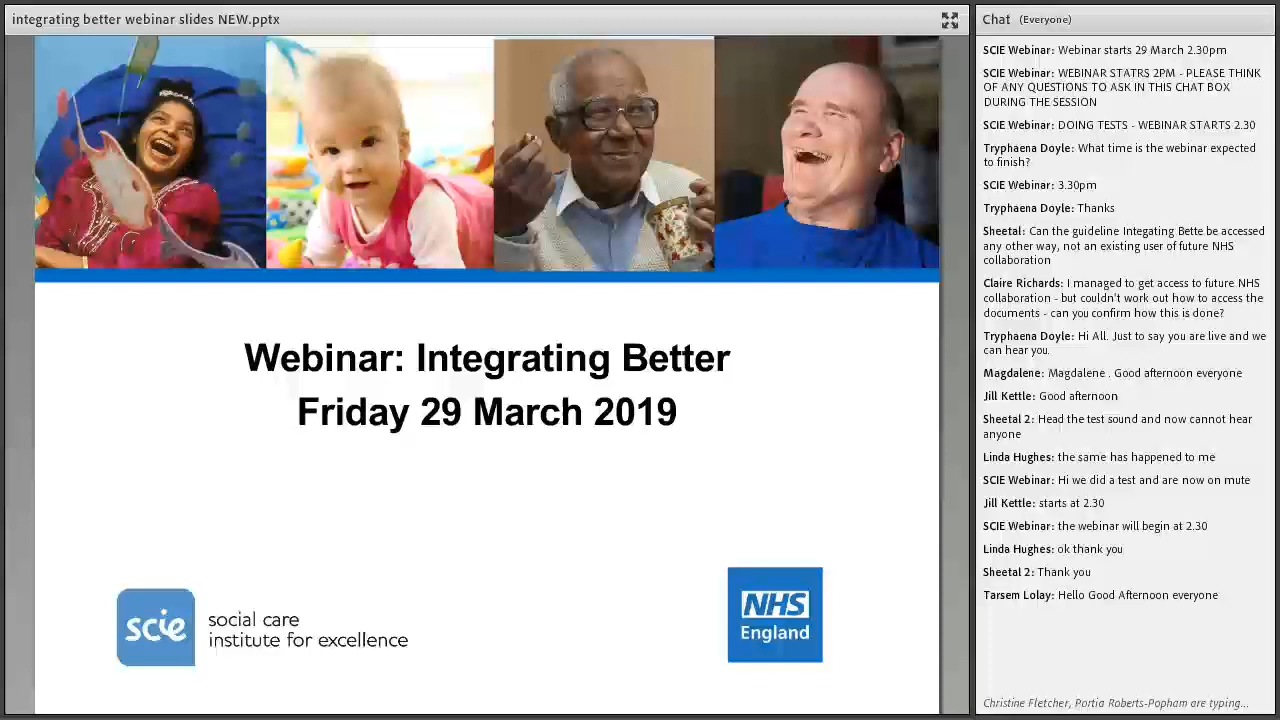 integrating better webinar slides NEW.pptx
Webinar: Integrating Better
Friday 29 March 2019
scie
social care
institute for excellence
NHS
England
Chat (Everyone)
SCIE Webinar: Webinar starts 29 March 2.30pm
SCIE Webinar: WEBINAR STATRS 2PM - PLEASE THINK
OF ANY QUESTIONS TO ASK IN THIS CHAT BOX
DURING THE SESSION
SCIE Webinar: DOING TESTS - WEBINAR STARTS 2.30
Tryphaena Doyle: What time is the webinar expected
to finish?
SCIE Webinar: 3.30pm
Tryphaena Doyle: Thanks
Sheetal: Can the guideline Integating Bette be accessed
any other way, not an existing user of future NHS
collaboration
Claire Richards: I managed to get access to future NHS
collaboration - but couldn't work out how to access the
documents - can you confirm how this is done?
Tryphaena Doyle: Hi All. Just to say you are live and we
can hear you.
Magdalene: Magdalene . Good afternoon everyone
Jill Kettle: Good afternoon
Sheetal 2: Head the test sound and now cannot hear
anyone
Linda Hughes: the same has happened to me
SCIE Webinar: Hi we did a test and are now on mute
Jill Kettle: starts at 2.30
SCIE Webinar: the webinar will begin at 2.30
Linda Hughes: ok thank you
Sheetal 2: Thank you
Tarsem Lolay: Hello Good Afternoon everyone
Christine Fletcher, Portia Roberts-Popham are typing...